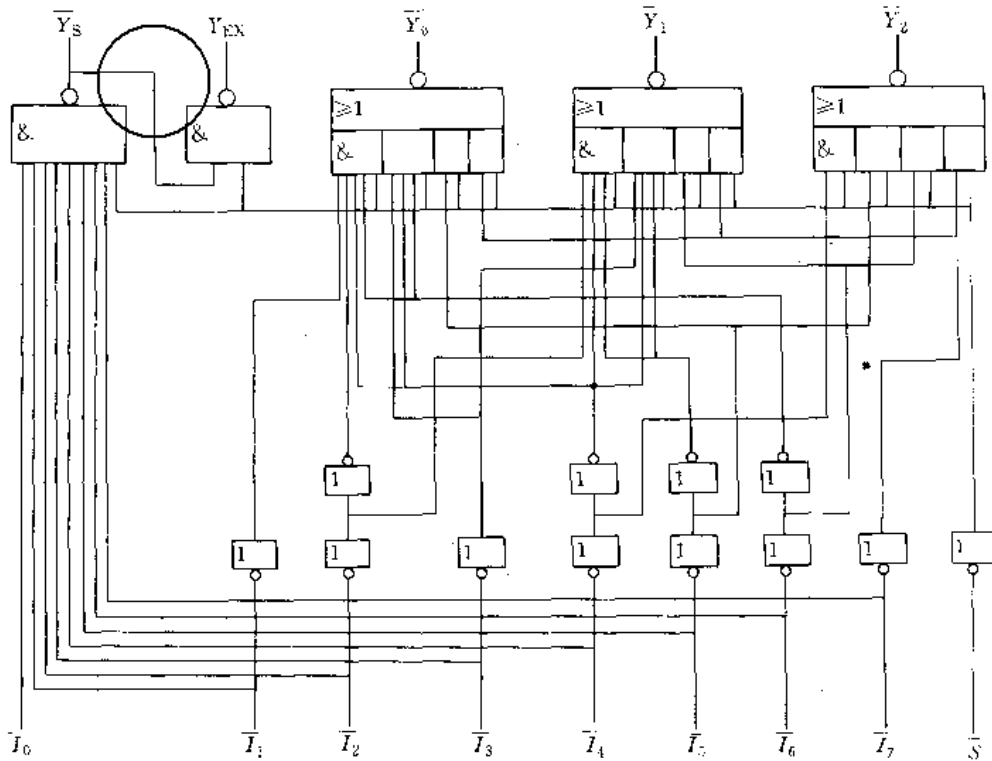 Y̅S Y̅EX Y̅0 Y̅1 Y̅2
≥1 ≥1 ≥1
& & & & &
1 1 1 1
1 1 1 1 1 1 1 1
I̅0 I̅1 I̅2 I̅3 I̅4 I̅5 I̅6 I̅7 S̅